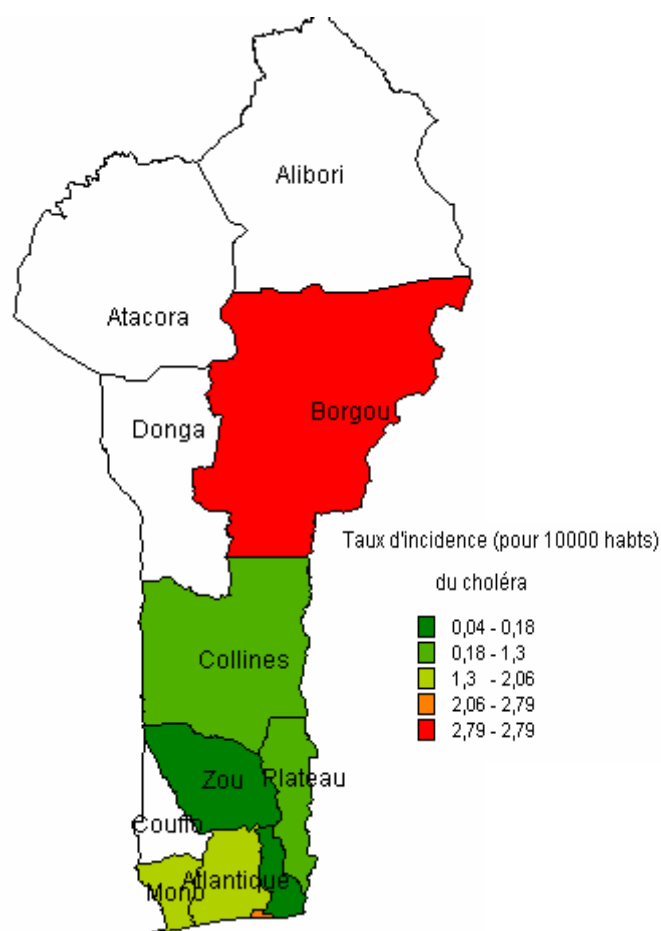 Alibori
Atacora
Borgou
Donga
Taux d'incidence (pour 10000 habts)
du choléra
0,04 - 0,18
0,18 - 1,3
1,3 - 2,06
2,06 - 2,79
2,79 - 2,79
Collines
Zou
Plateau
Couffo
Atlantique
Mono